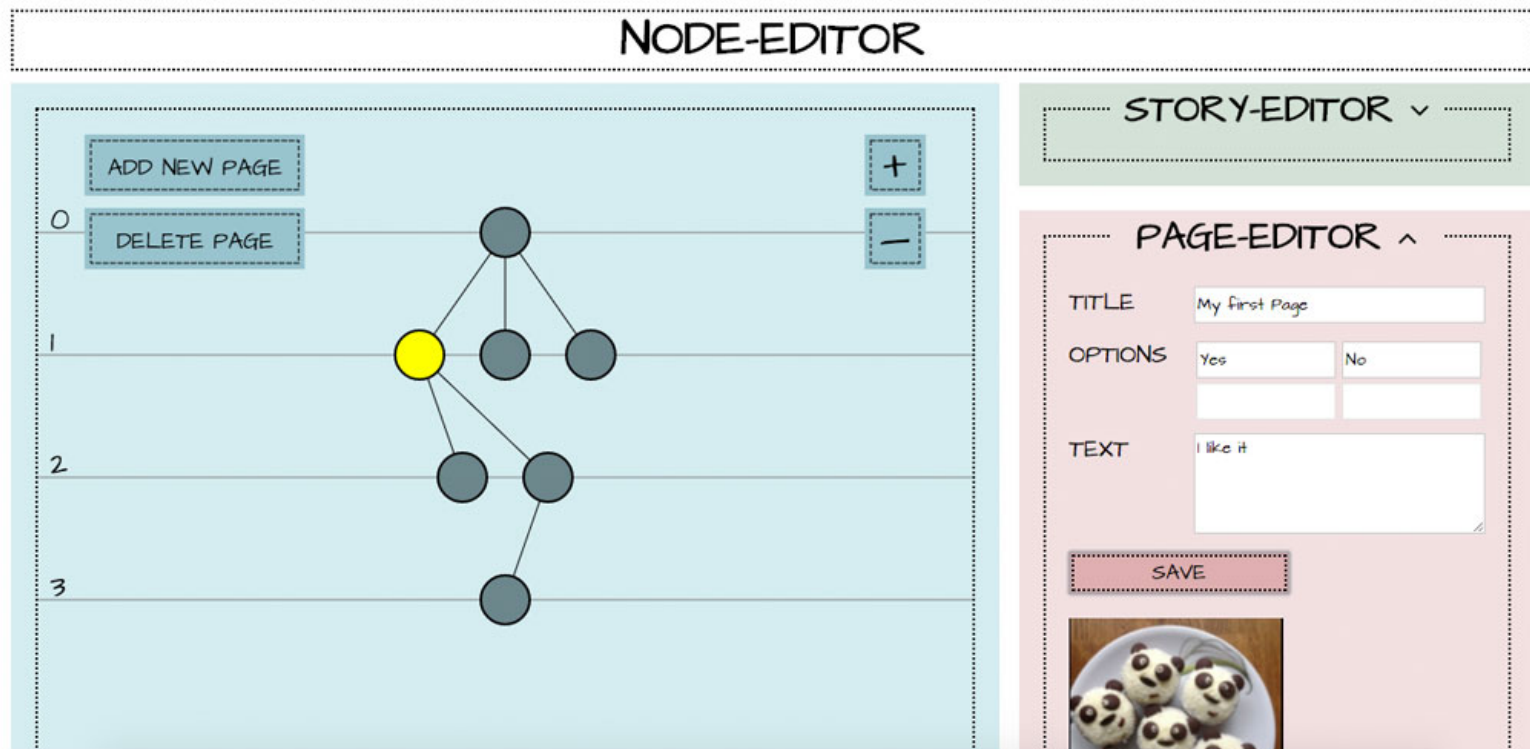 NODE-EDITOR
ADD NEW PAGE
+
0
DELETE PAGE
–
1
2
3
STORY-EDITOR
PAGE-EDITOR
TITLE
My first Page
OPTIONS
Yes
No
TEXT
I like it
SAVE